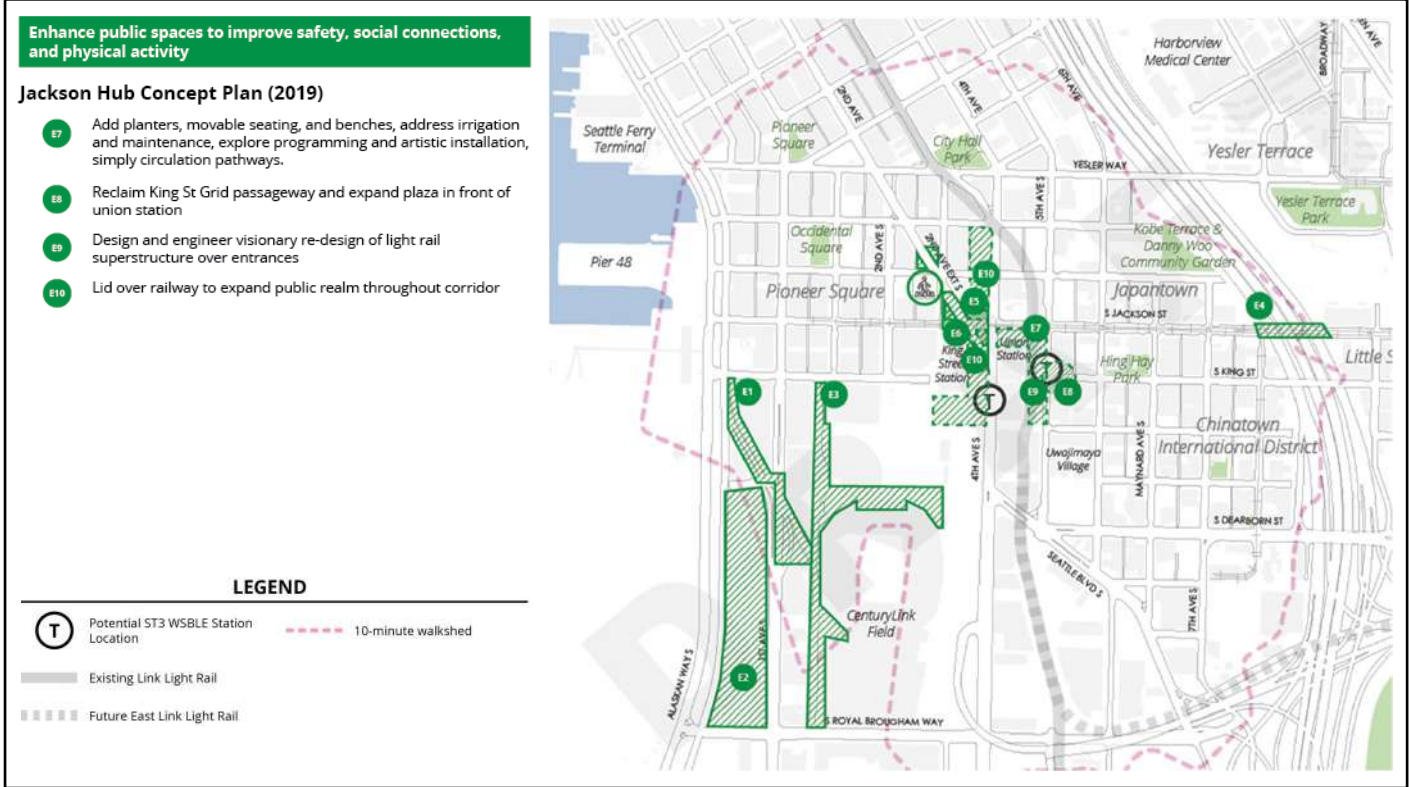 Enhance public spaces to improve safety, social connections,
and physical activity
Jackson Hub Concept Plan (2019)
E7
Add planters, movable seating, and benches, address irrigation
and maintenance, explore programming and artistic installation,
simply circulation pathways.
E8
Reclaim King St Grid passageway and expand plaza in front of
union station
E9
Design and engineer visionary re-design of light rail
superstructure over entrances
E10
Lid over railway to expand public realm throughout corridor
LEGEND
T
Potential ST3 WSBLE Station
Location
10-minute walkshed
Existing Link Light Rail
Future East Link Light Rail
Harborview
Medical Center
BROADWAY
EN AVE
6TH AVE
4TH AVE
2ND AVE
Seattle Ferry
Terminal
Pioneer
Square
City Hall
Park
YESLER WAY
Yesler Terrace
Yesler Terrace
Park
5TH AVE S
Occidental
Square
2ND AVE S
2ND AVE EXT S
Kobe Terrace &
Danny Woo
Community Garden
Pier 48
Pioneer Square
E10
Japantown
E5
E4
S JACKSON ST
E6
E7
King
Street
Station
E10
Union
Station
T
Hing Hay
Park
Little S
S KING ST
E1
E3
T
E9
E8
Chinatown
International District
4TH AVE S
Uwajimaya
Village
MAYNARD AVE S
S DEARBORN ST
SEATTLE BLVD S
7TH AVE S
CenturyLink
Field
1ST AVE S
E2
ALASKAN WAY S
S ROYAL BROUGHAM WAY